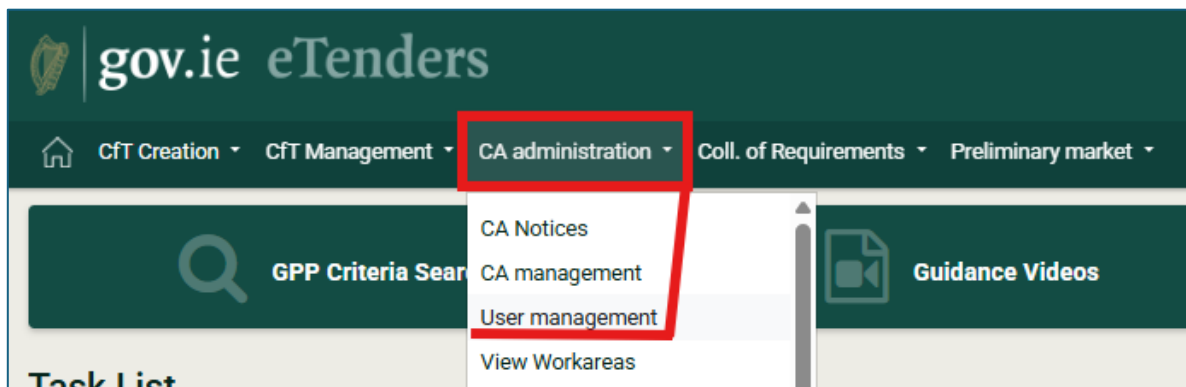 gov.ie eTenders
CfT Creation CfT Management CA administration Coll. of Requirements Preliminary market
CA Notices
GPP Criteria Sear Guidance Videos
CA management
User management
View Workareas
Task List